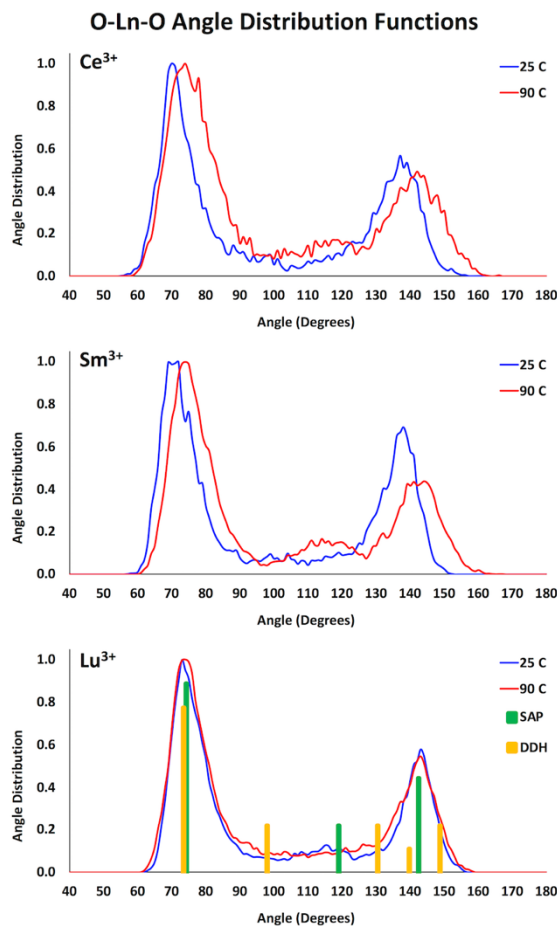 O-Ln-O Angle Distribution Functions
Ce³⁺
25 C
90 C
Angle Distribution
1.0
0.8
0.6
0.4
0.2
0.0
40 50 60 70 80 90 100 110 120 130 140 150 160 170 180
Angle (Degrees)
Sm³⁺
25 C
90 C
Angle Distribution
1.0
0.8
0.6
0.4
0.2
0.0
40 50 60 70 80 90 100 110 120 130 140 150 160 170 180
Angle (Degrees)
Lu³⁺
25 C
90 C
SAP
DDH
Angle Distribution
1.0
0.8
0.6
0.4
0.2
0.0
40 50 60 70 80 90 100 110 120 130 140 150 160 170 180
Angle (Degrees)